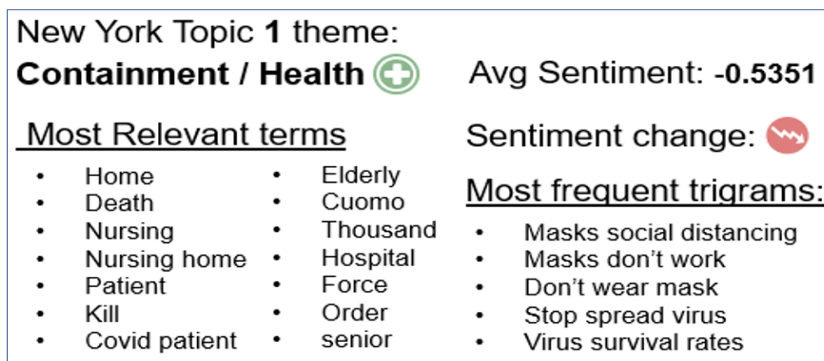 New York Topic 1 theme:
Containment / Health
Most Relevant terms
• Home
• Death
• Nursing
• Nursing home
• Patient
• Kill
• Covid patient
• Elderly
• Cuomo
• Thousand
• Hospital
• Force
• Order
• senior
Avg Sentiment: -0.5351
Sentiment change:
Most frequent trigrams:
• Masks social distancing
• Masks don't work
• Don't wear mask
• Stop spread virus
• Virus survival rates